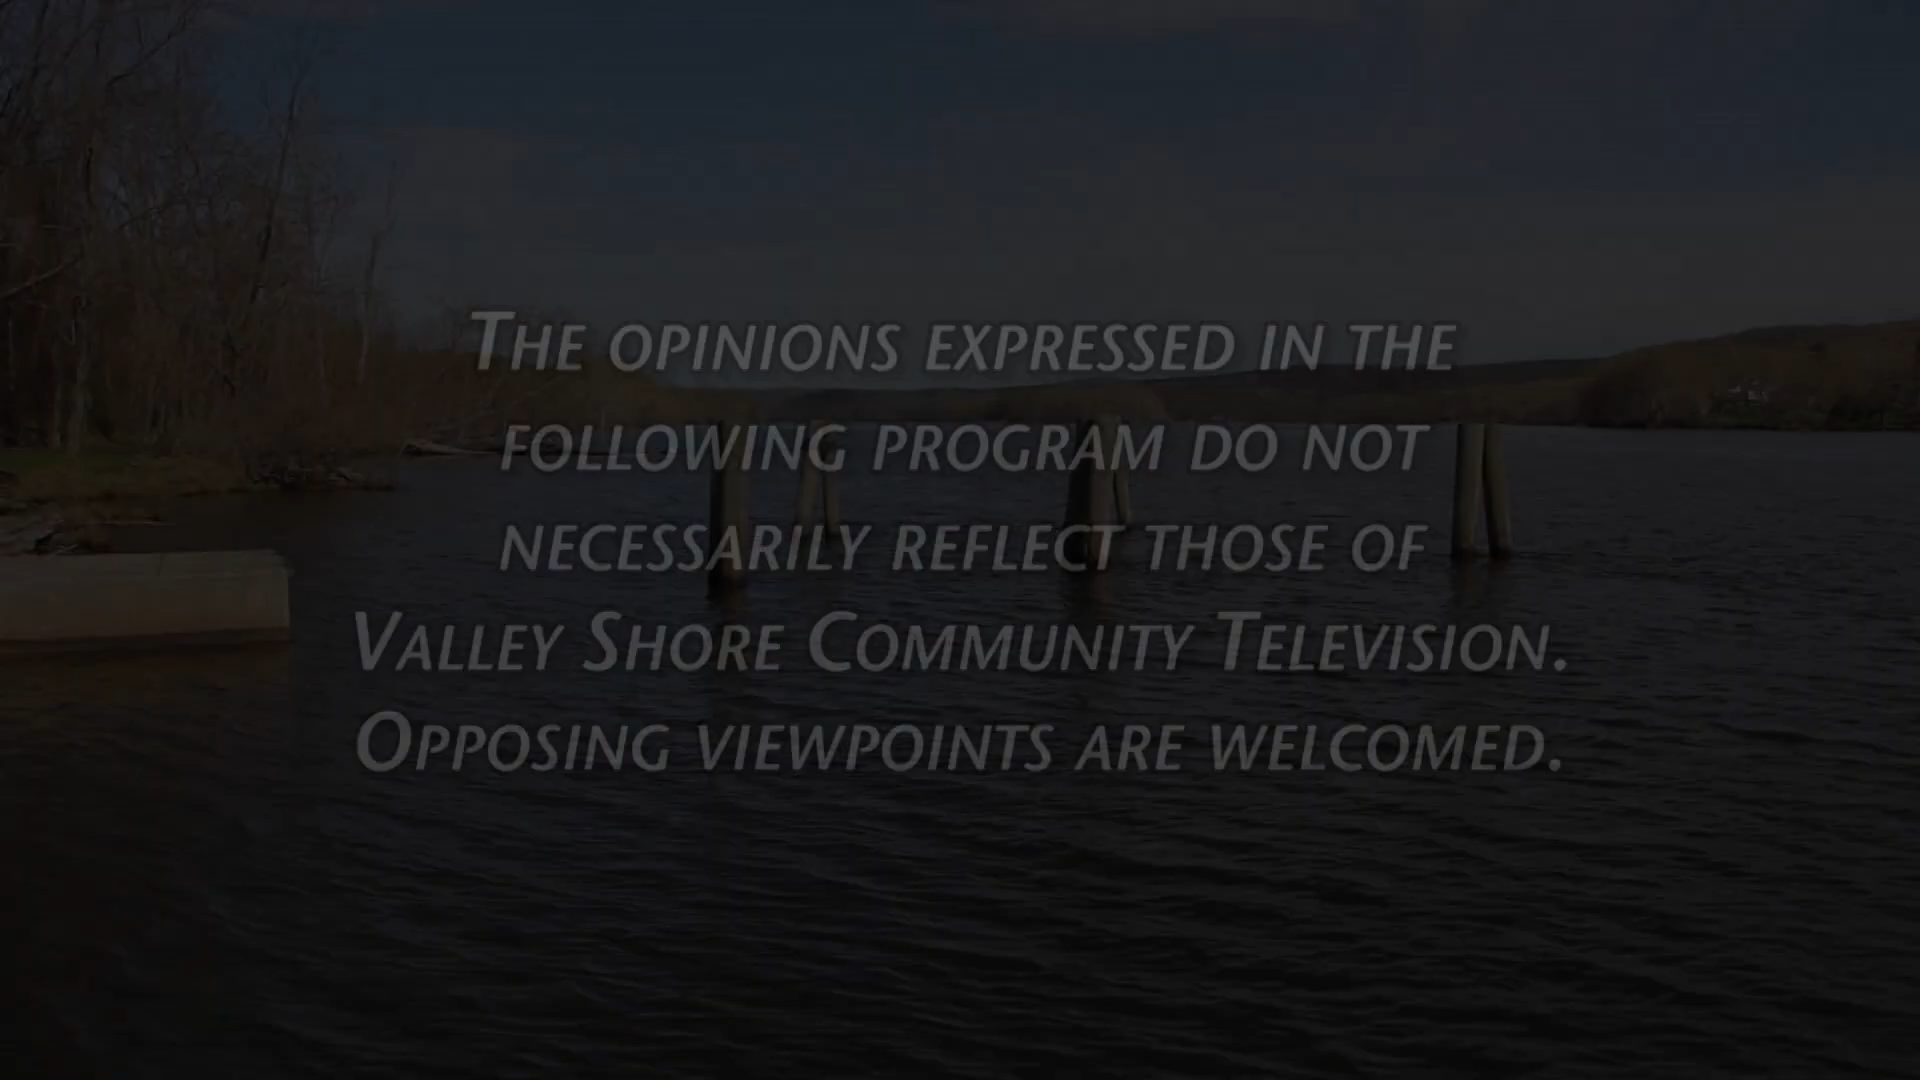 The opinions expressed in the
following program do not
necessarily reflect those of
Valley Shore Community Television.
Opposing viewpoints are welcomed.